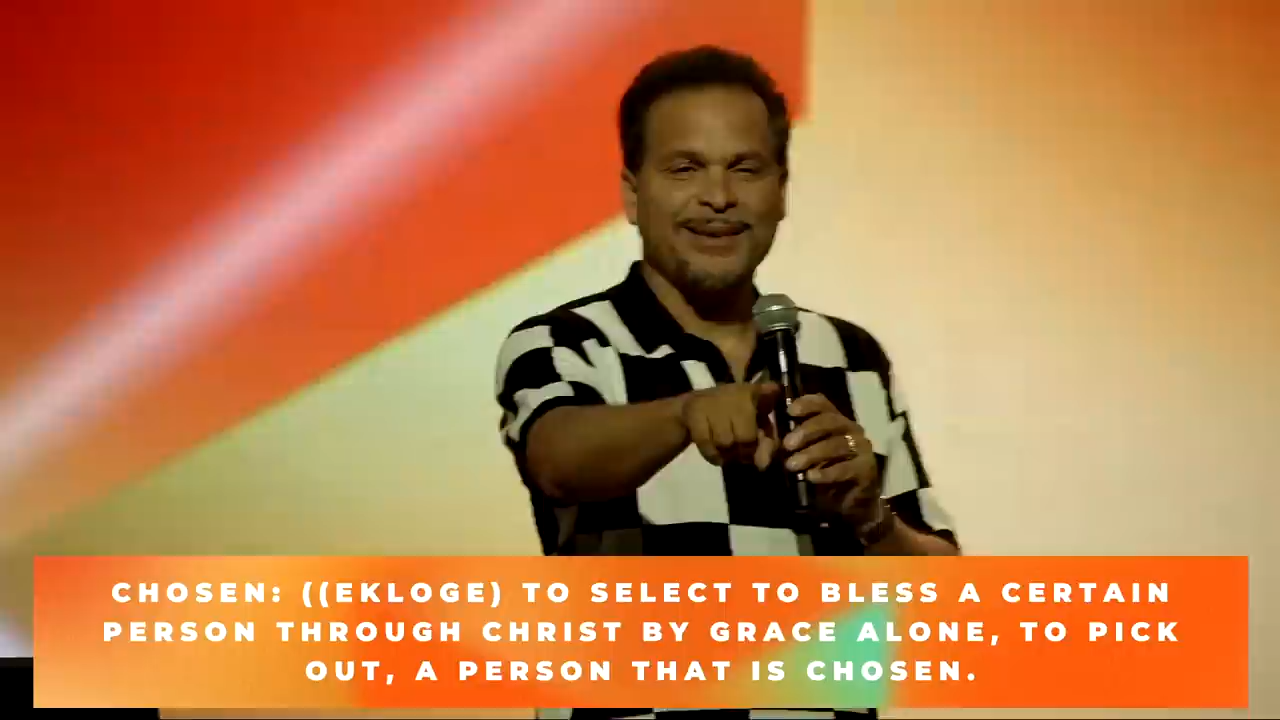 CHOSEN: ((EKLOGE) TO SELECT TO BLESS A CERTAIN
PERSON THROUGH CHRIST BY GRACE ALONE, TO PICK
OUT, A PERSON THAT IS CHOSEN.